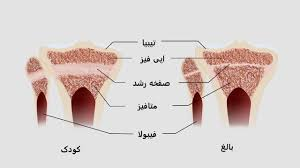 تیبیا
اپی فیز
صفحه رشد
متافیز
فیبولا
کودک
بالغ